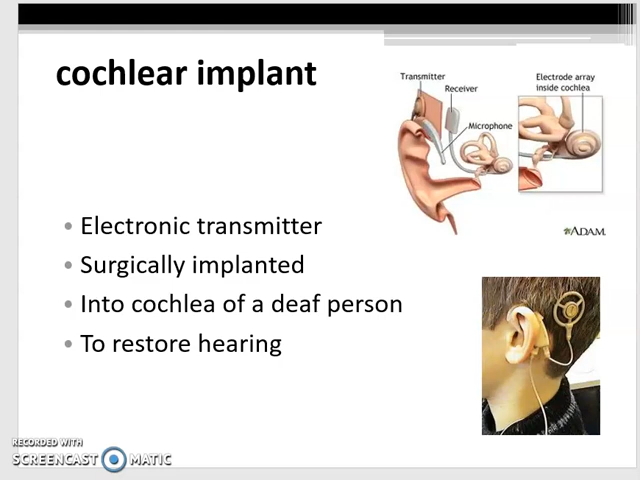 cochlear implant
Transmitter
Receiver
Microphone
Electrode array
inside cochlea
ADAM.
• Electronic transmitter
• Surgically implanted
• Into cochlea of a deaf person
• To restore hearing
RECORDED WITH
SCREENCAST MATIC